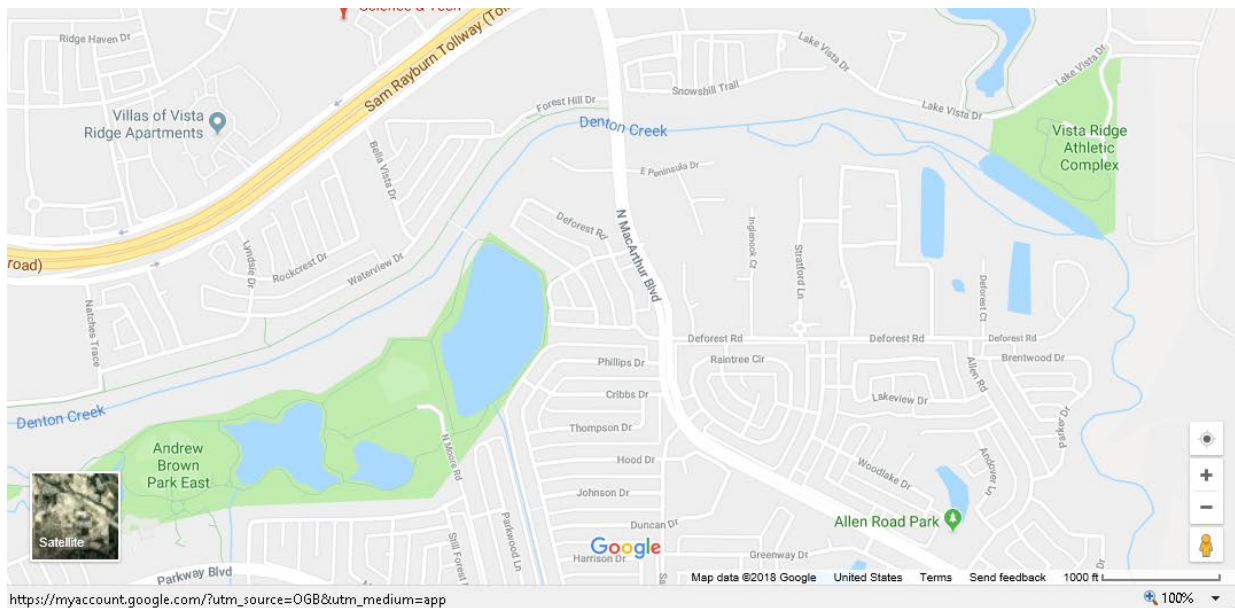 Science & Tech
Ridge Haven Dr
Sam Rayburn Tollway (Toll
Lake Vista Dr
Lake Vista Dr
Snowshill Trail
Villas of Vista
Ridge Apartments
Forest Hill Dr
Denton Creek
Lake Vista Dr
Vista Ridge
Athletic
Complex
Bella Vista Dr
E Peninsula Dr
Deforest Rd
N MacArthur Blvd
Inglenook Ct
Stratford Ln
road)
Lyndsie Dr
Rockcrest Dr
Waterview Dr
Deforest Ct
Natches Trace
Deforest Rd
Deforest Rd
Deforest Rd
Phillips Dr
Raintree Cir
Allen Rd
Brentwood Dr
Cribbs Dr
Lakeview Dr
Denton Creek
Thompson Dr
Parker Dr
Andrew
Brown
Park East
N Moore Rd
Hood Dr
Woodlake Dr
Andover Ln
Johnson Dr
Satellite
Parkwood Ln
Duncan Dr
Allen Road Park
Still Forest
Google
Harrison Dr
Greenway Dr
Parkway Blvd
Map data ©2018 Google United States Terms Send feedback 1000 ft
https://myaccount.google.com/?utm_source=OGB&utm_medium=app
100%